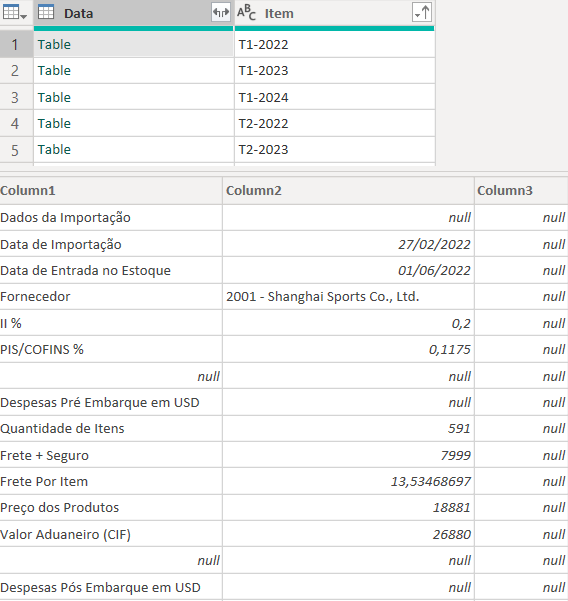 Data ABC Item
1 Table T1-2022
2 Table T1-2023
3 Table T1-2024
4 Table T2-2022
5 Table T2-2023
Column1 Column2 Column3
Dados da Importação null null
Data de Importação 27/02/2022 null
Data de Entrada no Estoque 01/06/2022 null
Fornecedor 2001 - Shanghai Sports Co., Ltd. null
II % 0,2 null
PIS/COFINS % 0,1175 null
null null null
Despesas Pré Embarque em USD null null
Quantidade de Itens 591 null
Frete + Seguro 7999 null
Frete Por Item 13,53468697 null
Preço dos Produtos 18881 null
Valor Aduaneiro (CIF) 26880 null
null null null
Despesas Pós Embarque em USD null null